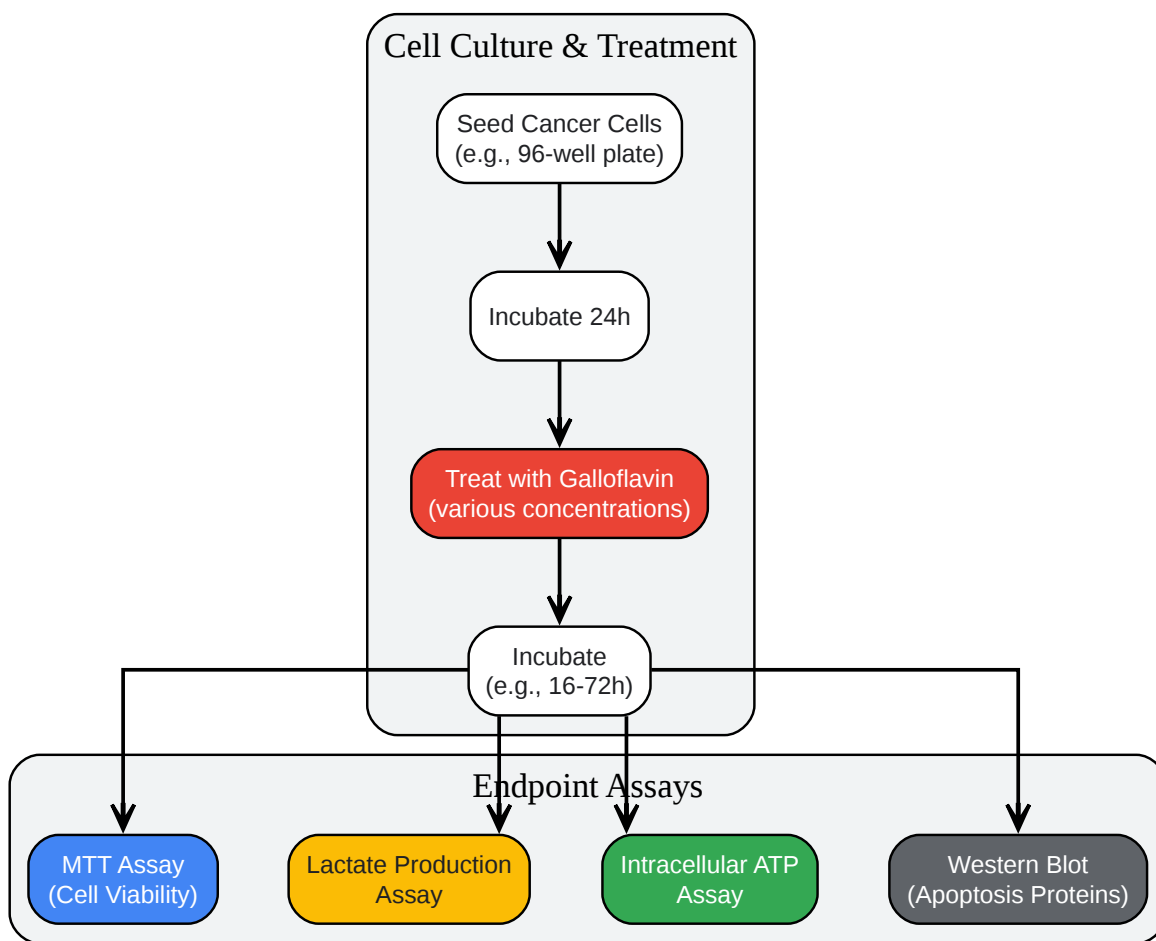 Cell Culture & Treatment
Seed Cancer Cells
(e.g., 96-well plate)
Incubate 24h
Treat with Galloflavin
(various concentrations)
Incubate
(e.g., 16-72h)
Endpoint Assays
MTT Assay
(Cell Viability)
Lactate Production
Assay
Intracellular ATP
Assay
Western Blot
(Apoptosis Proteins)